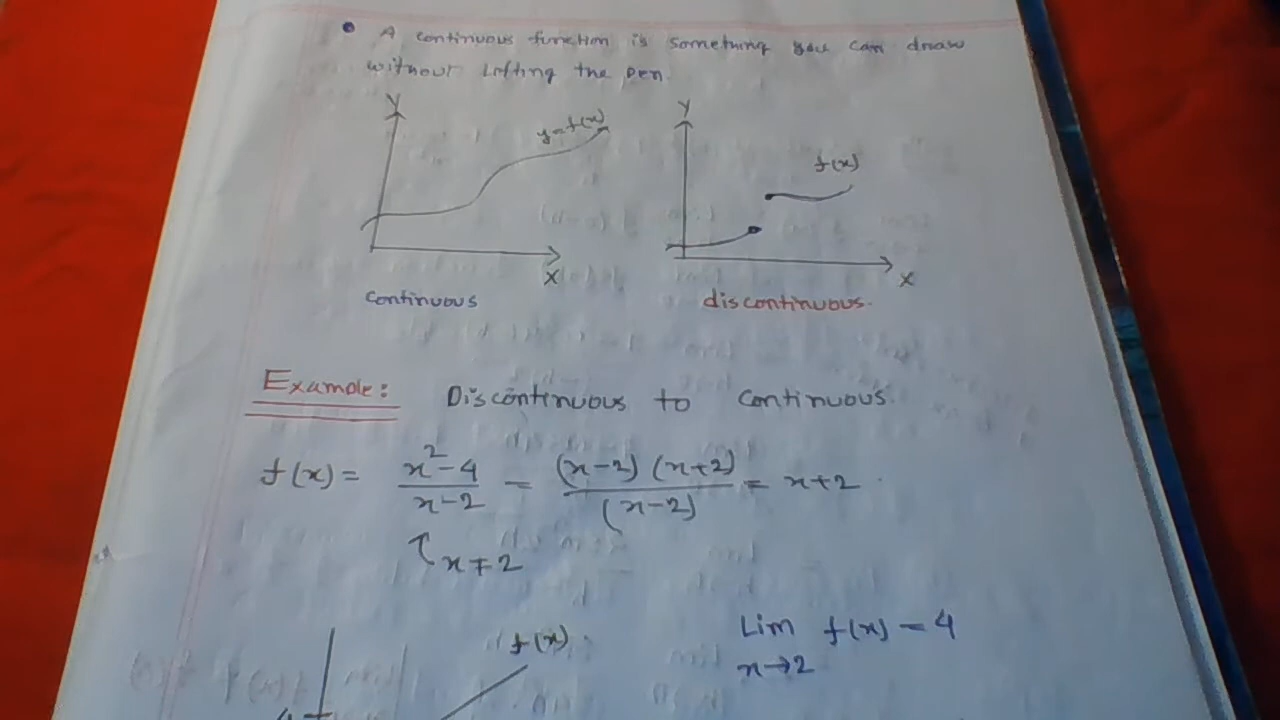 • A continuous function is something you can draw
without Lifting the pen.
Y
y=f(x)
X
continuous
Y
f(x)
X
discontinuous.
Example: Discontinuous to continuous.
f(x) = x²-4 / x-2 = (x-2) (x+2) / (x-2) = x+2.
x≠2
f(x)
4
Lim f(x) = 4
x→2